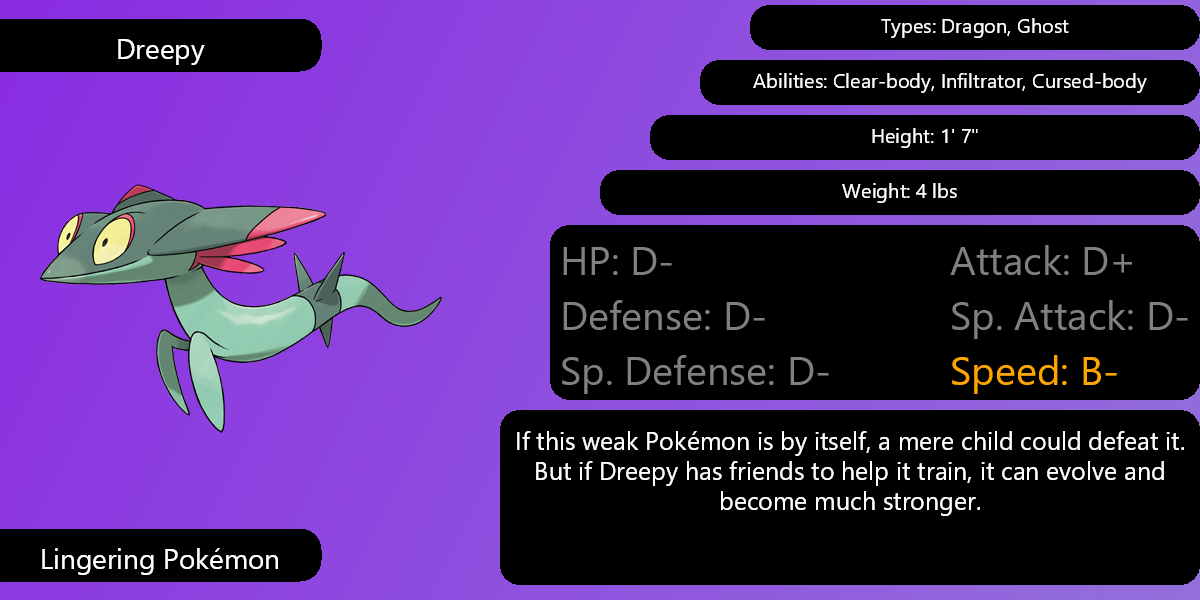 Dreepy
Types: Dragon, Ghost
Abilities: Clear-body, Infiltrator, Cursed-body
Height: 1' 7"
Weight: 4 lbs
HP: D-
Attack: D+
Defense: D-
Sp. Attack: D-
Sp. Defense: D-
Speed: B-
If this weak Pokémon is by itself, a mere child could defeat it.
But if Dreepy has friends to help it train, it can evolve and
become much stronger.
Lingering Pokémon